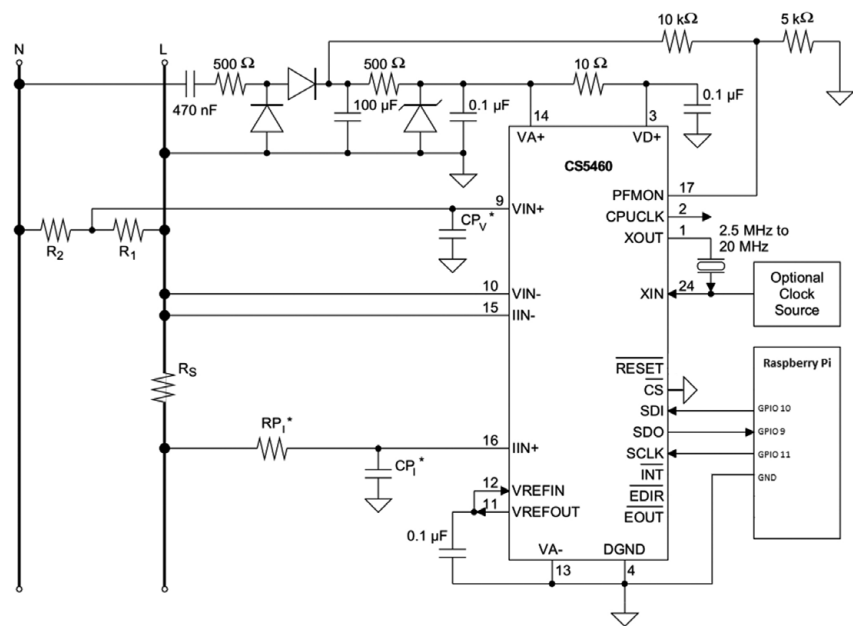 10 kΩ
5 kΩ
N
L
500 Ω
500 Ω
10 Ω
470 nF
100 µF
0.1 µF
0.1 µF
14
3
VA+
VD+
CS5460
9
VIN+
CPV*
PFMON
17
CPUCLK
2
XOUT
1
2.5 MHz to
20 MHz
R2
R1
10
VIN-
15
IIN-
XIN
24
Optional
Clock
Source
RS
RESET
CS
Raspberry Pi
SDI
GPIO 10
SDO
GPIO 9
SCLK
GPIO 11
INT
GND
EDIR
EOUT
RPI*
16
IIN+
CPI*
12
VREFIN
11
VREFOUT
0.1 µF
VA-
DGND
13
4